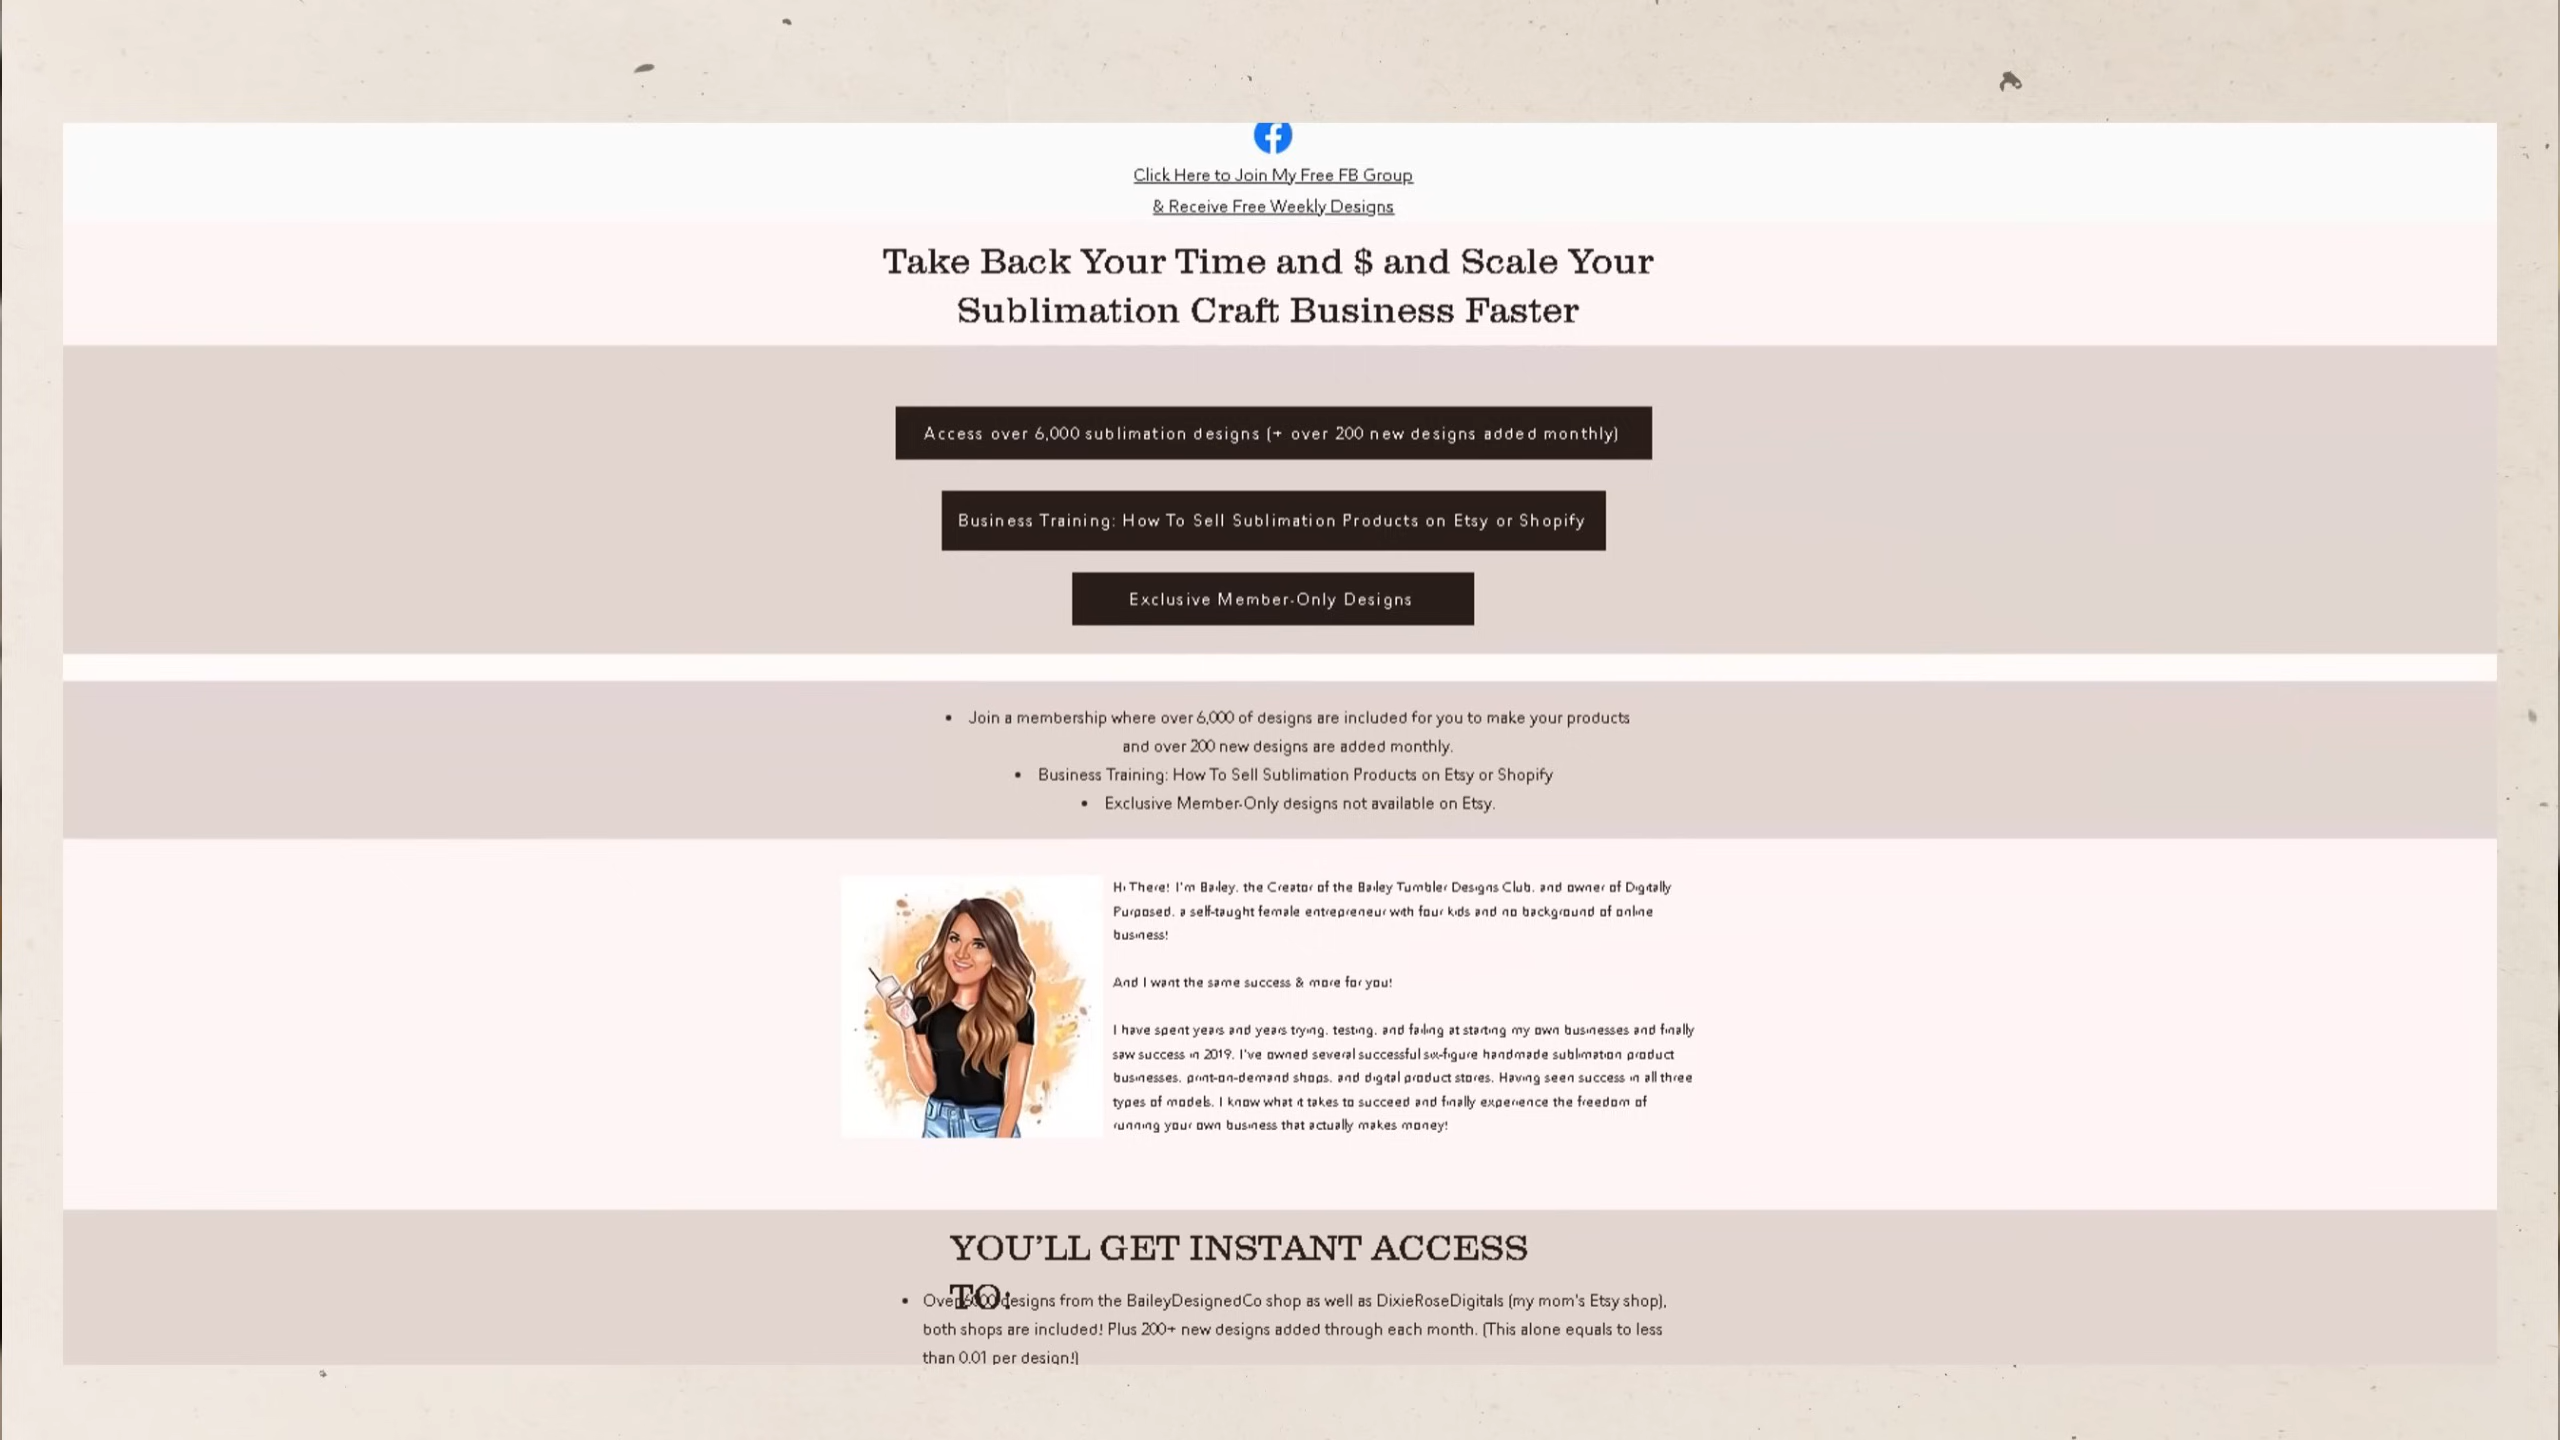 Click Here to Join My Free FB Group
& Receive Free Weekly Designs
Take Back Your Time and $ and Scale Your
Sublimation Craft Business Faster
Access over 6,000 sublimation designs (+ over 200 new designs added monthly)
Business Training: How To Sell Sublimation Products on Etsy or Shopify
Exclusive Member-Only Designs
• Join a membership where over 6,000 of designs are included for you to make your products
and over 200 new designs are added monthly.
• Business Training: How To Sell Sublimation Products on Etsy or Shopify
• Exclusive Member-Only designs not available on Etsy.
Hi There! I'm Bailey, the Creator of the Bailey Tumbler Designs Club, and owner of Digitally
Purposed, a self-taught female entrepreneur with four kids and no background of online
business!
And I want the same success & more for you!
I have spent years and years trying, testing, and failing at starting my own businesses and finally
saw success in 2019. I've owned several successful six-figure handmade sublimation product
businesses, print-on-demand shops, and digital product stores. Having seen success in all three
types of models, I know what it takes to succeed and finally experience the freedom of
running your own business that actually makes money!
YOU'LL GET INSTANT ACCESS
TO:
• Over 6000 designs from the BaileyDesignedCo shop as well as DixieRoseDigitals (my mom's Etsy shop),
both shops are included! Plus 200+ new designs added through each month. (This alone equals to less
than 0.01 per design!)